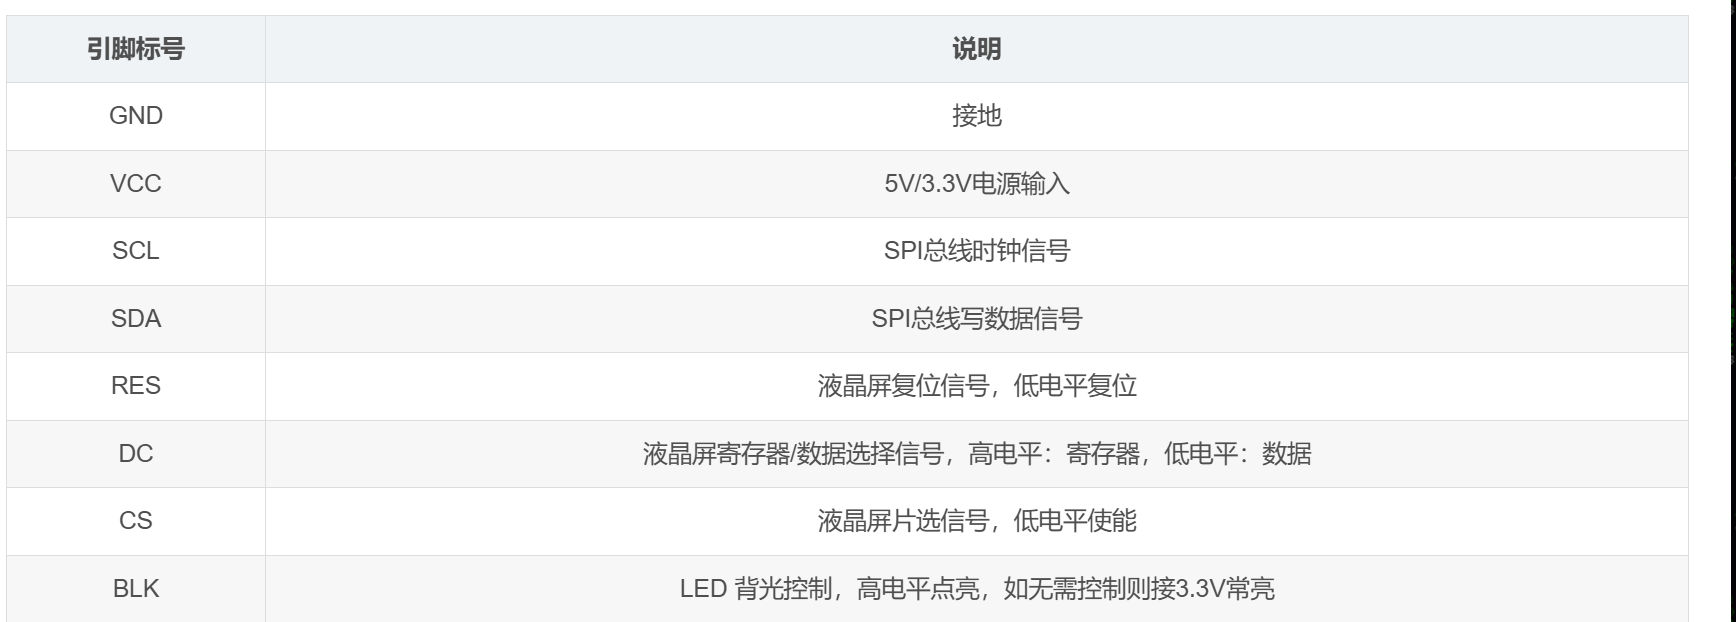 引脚标号 说明
GND 接地
VCC 5V/3.3V电源输入
SCL SPI总线时钟信号
SDA SPI总线写数据信号
RES 液晶屏复位信号，低电平复位
DC 液晶屏寄存器/数据选择信号，高电平：寄存器，低电平：数据
CS 液晶屏片选信号，低电平使能
BLK LED 背光控制，高电平点亮，如无需控制则接3.3V常亮